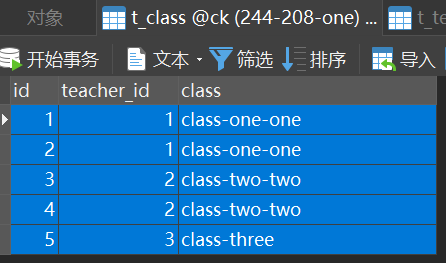 对象 t_class @ck (244-208-one) ... t_te
开始事务 文本 筛选 排序 导入
id teacher_id class
1 1 class-one-one
2 1 class-one-one
3 2 class-two-two
4 2 class-two-two
5 3 class-three